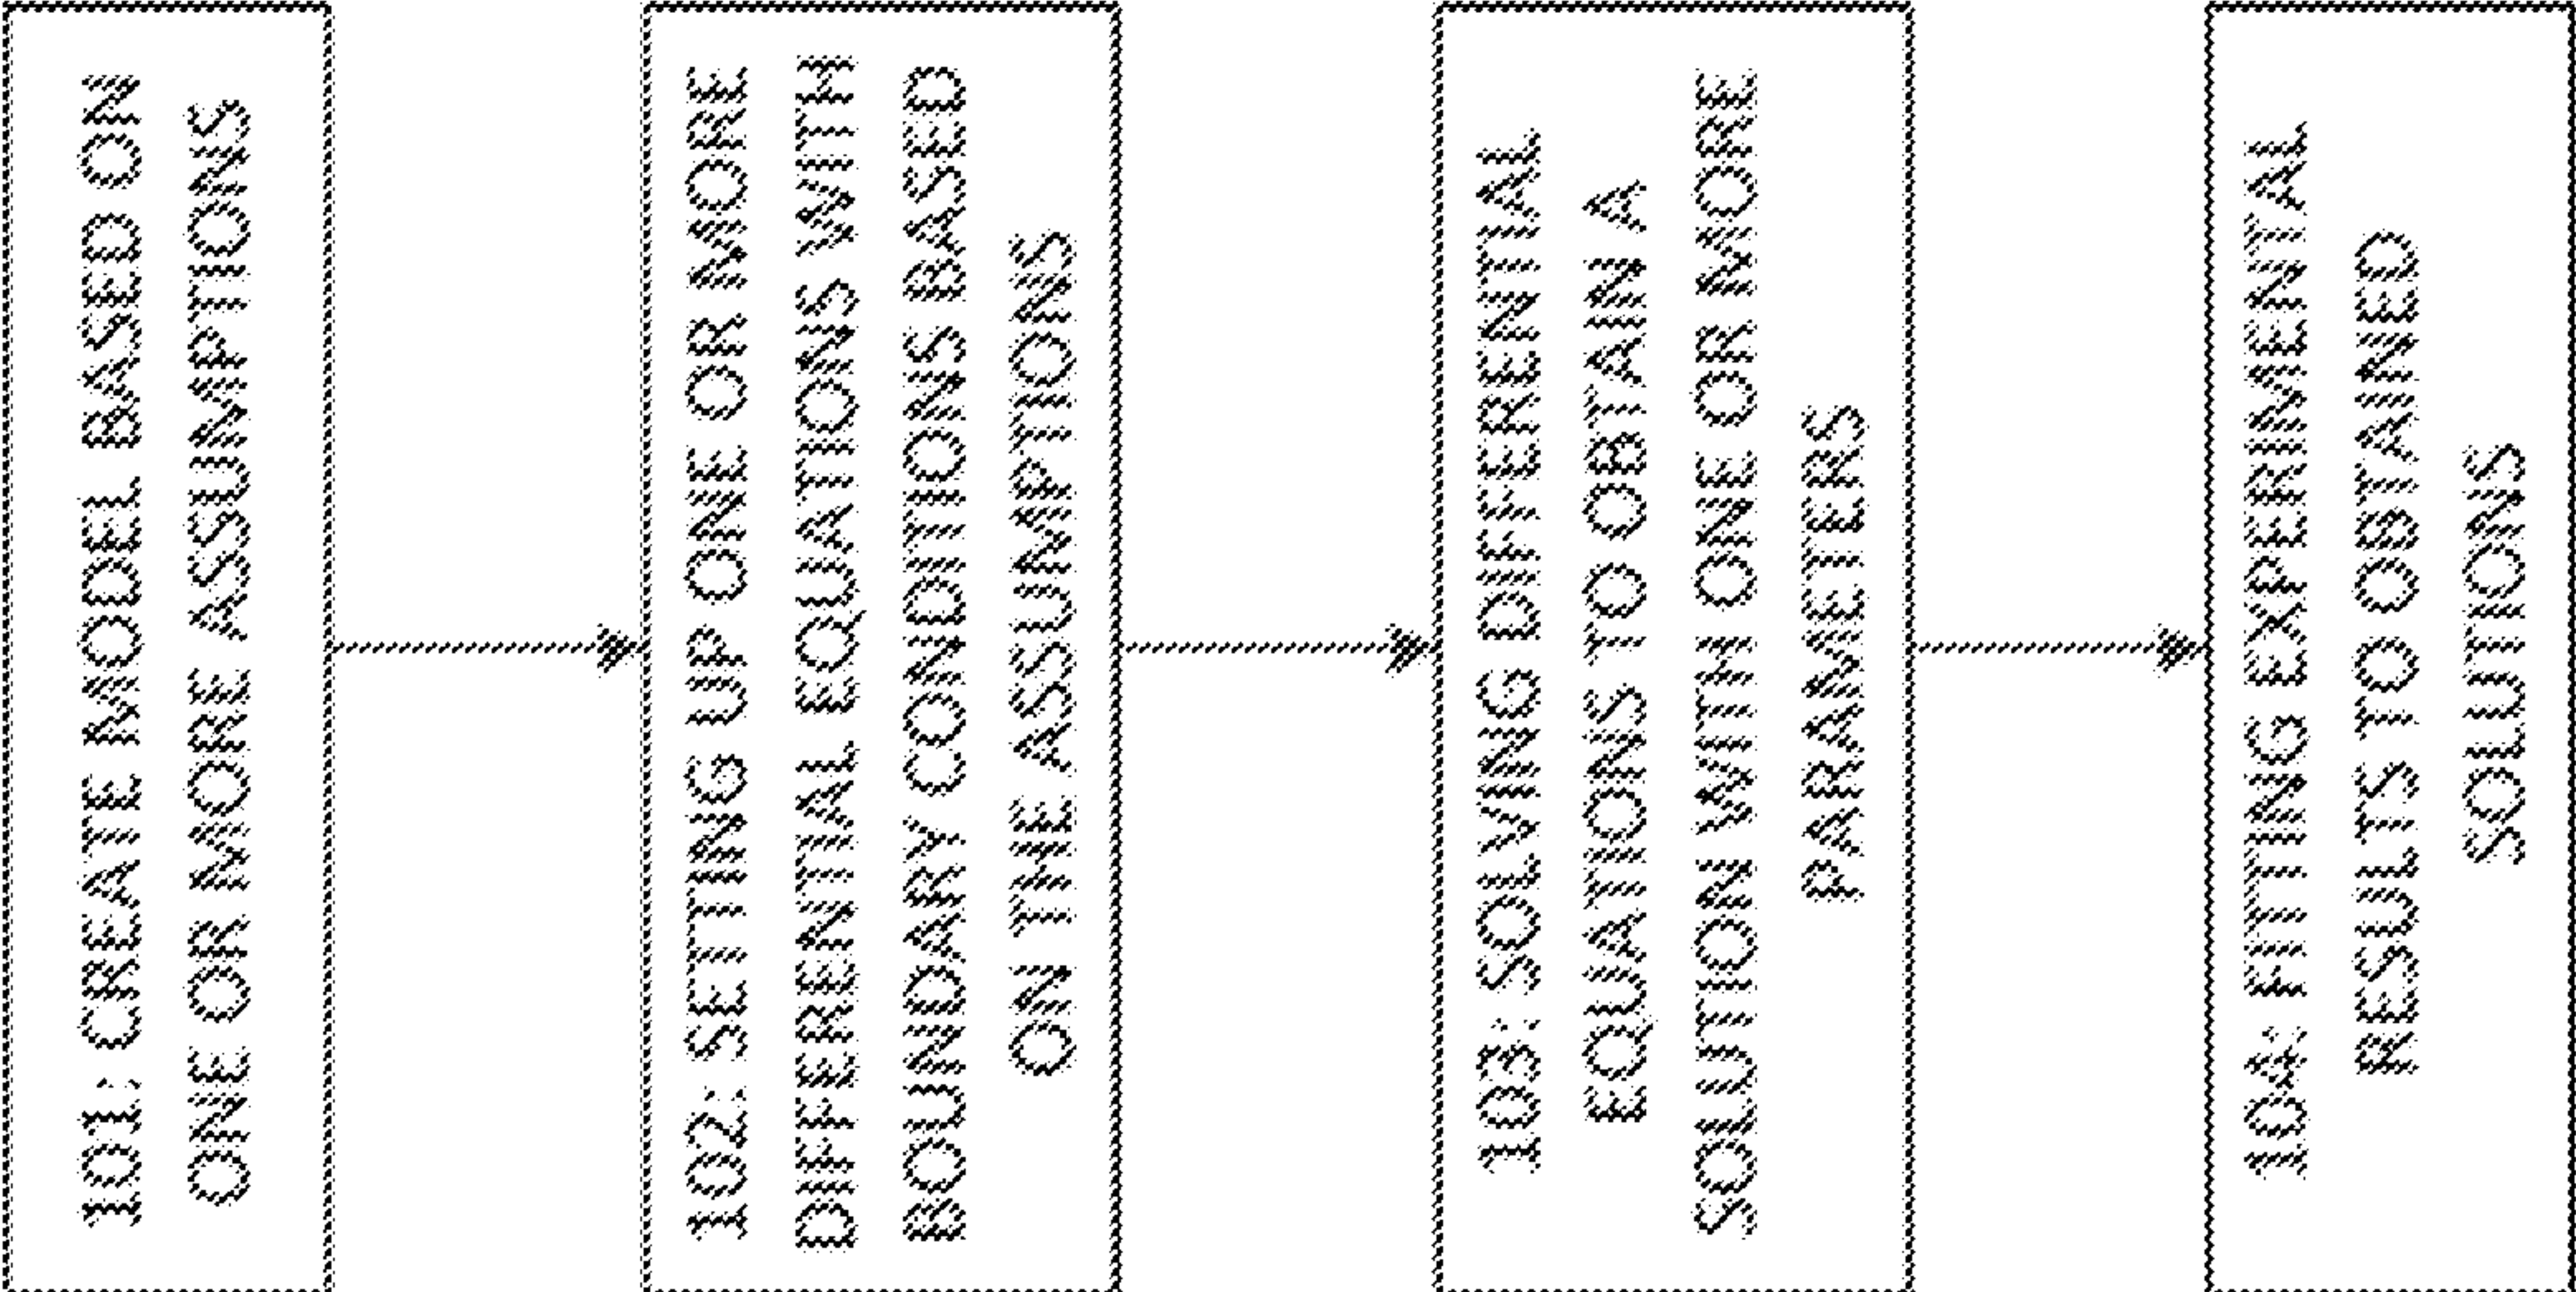 101: CREATE MODEL BASED ON
ONE OR MORE ASSUMPTIONS
102: SETTING UP ONE OR MORE
DIFFERENTIAL EQUATIONS WITH
BOUNDARY CONDITIONS BASED
ON THE ASSUMPTIONS
103: SOLVING DIFFERENTIAL
EQUATIONS TO OBTAIN A
SOLUTION WITH ONE OR MORE
PARAMETERS
104: FITTING EXPERIMENTAL
RESULTS TO OBTAINED
SOLUTIONS